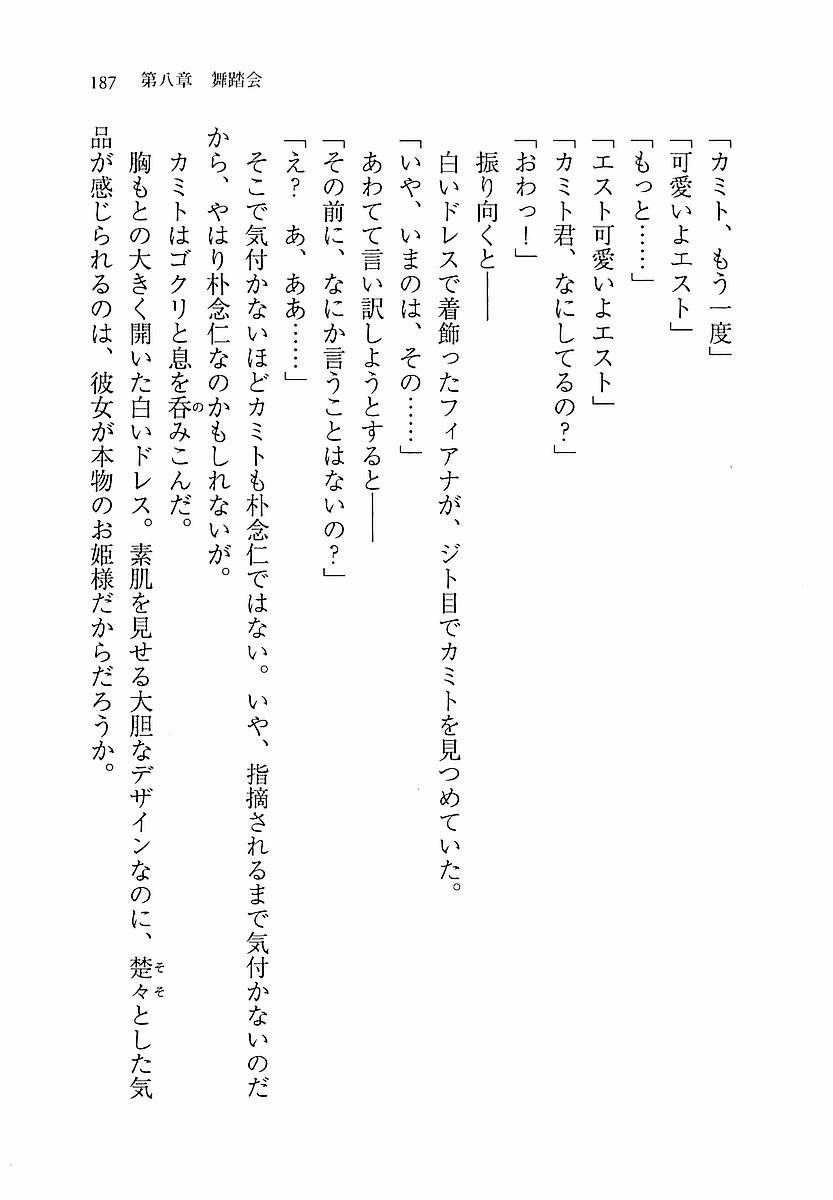 187　第八章　舞踏会
「カミト、もう一度」
「可愛いよエスト」
「もっと……」
「エスト可愛いよエスト」
「カミト君、なにしてるの？」
「おわっ！」
　振り向くと――
　白いドレスで着飾ったフィアナが、ジト目でカミトを見つめていた。
「いや、いまのは、その……」
　あわてて言い訳しようとすると――
「その前に、なにか言うことはないの？」
「え？　あ、ああ……」
　そこで気付かないほどカミトも朴念仁ではない。いや、指摘されるまで気付かないのだ
から、やはり朴念仁なのかもしれないが。
　カミトはゴクリと息を呑（の）みこんだ。
　胸もとの大きく開いた白いドレス。素肌を見せる大胆なデザインなのに、楚々（そそ）とした気
品が感じられるのは、彼女が本物のお姫様だからだろうか。